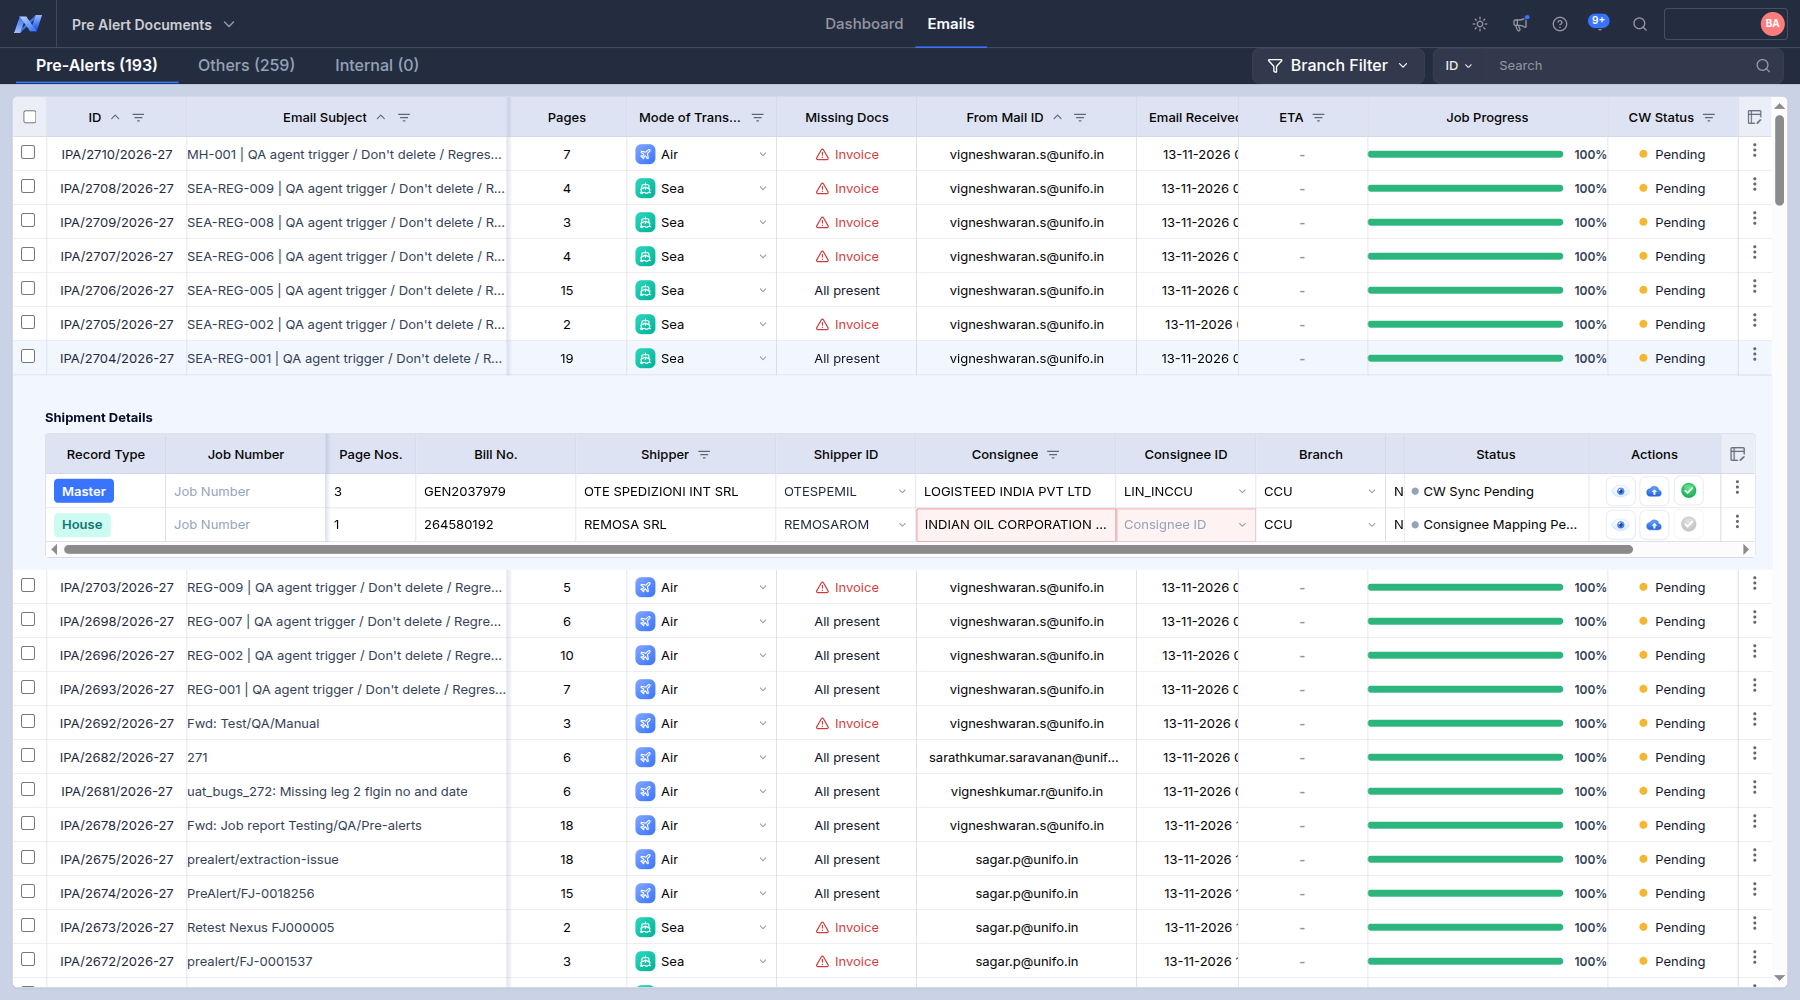 Pre Alert Documents
Dashboard
Emails
9+
BA
Pre-Alerts (193)
Others (259)
Internal (0)
Branch Filter
ID
Search
ID Email Subject Pages Mode of Trans... Missing Docs From Mail ID Email Received ETA Job Progress CW Status
IPA/2710/2026-27 MH-001 | QA agent trigger / Don't delete / Regres... 7 Air Invoice vigneshwaran.s@unifo.in 13-11-2026 - 100% Pending
IPA/2708/2026-27 SEA-REG-009 | QA agent trigger / Don't delete / R... 4 Sea Invoice vigneshwaran.s@unifo.in 13-11-2026 - 100% Pending
IPA/2709/2026-27 SEA-REG-008 | QA agent trigger / Don't delete / R... 3 Sea Invoice vigneshwaran.s@unifo.in 13-11-2026 - 100% Pending
IPA/2707/2026-27 SEA-REG-006 | QA agent trigger / Don't delete / R... 4 Sea Invoice vigneshwaran.s@unifo.in 13-11-2026 - 100% Pending
IPA/2706/2026-27 SEA-REG-005 | QA agent trigger / Don't delete / R... 15 Sea All present vigneshwaran.s@unifo.in 13-11-2026 - 100% Pending
IPA/2705/2026-27 SEA-REG-002 | QA agent trigger / Don't delete / R... 2 Sea Invoice vigneshwaran.s@unifo.in 13-11-2026 - 100% Pending
IPA/2704/2026-27 SEA-REG-001 | QA agent trigger / Don't delete / R... 19 Sea All present vigneshwaran.s@unifo.in 13-11-2026 - 100% Pending
Shipment Details
Record Type Job Number Page Nos. Bill No. Shipper Shipper ID Consignee Consignee ID Branch Status Actions
Master Job Number 3 GEN2037979 OTE SPEDIZIONI INT SRL OTESPEMIL LOGISTEED INDIA PVT LTD LIN_INCCU CCU N CW Sync Pending
House Job Number 1 264580192 REMOSA SRL REMOSAROM INDIAN OIL CORPORATION ... Consignee ID CCU N Consignee Mapping Pe...
IPA/2703/2026-27 REG-009 | QA agent trigger / Don't delete / Regre... 5 Air Invoice vigneshwaran.s@unifo.in 13-11-2026 - 100% Pending
IPA/2698/2026-27 REG-007 | QA agent trigger / Don't delete / Regre... 6 Air All present vigneshwaran.s@unifo.in 13-11-2026 - 100% Pending
IPA/2696/2026-27 REG-002 | QA agent trigger / Don't delete / Regre... 10 Air All present vigneshwaran.s@unifo.in 13-11-2026 - 100% Pending
IPA/2693/2026-27 REG-001 | QA agent trigger / Don't delete / Regres... 7 Air All present vigneshwaran.s@unifo.in 13-11-2026 - 100% Pending
IPA/2692/2026-27 Fwd: Test/QA/Manual 3 Air Invoice vigneshwaran.s@unifo.in 13-11-2026 - 100% Pending
IPA/2682/2026-27 271 6 Air All present sarathkumar.saravanan@unif... 13-11-2026 - 100% Pending
IPA/2681/2026-27 uat_bugs_272: Missing leg 2 flgin no and date 6 Air All present vigneshkumar.r@unifo.in 13-11-2026 - 100% Pending
IPA/2678/2026-27 Fwd: Job report Testing/QA/Pre-alerts 18 Air All present vigneshwaran.s@unifo.in 13-11-2026 - 100% Pending
IPA/2675/2026-27 prealert/extraction-issue 18 Air All present sagar.p@unifo.in 13-11-2026 - 100% Pending
IPA/2674/2026-27 PreAlert/FJ-0018256 15 Air All present sagar.p@unifo.in 13-11-2026 - 100% Pending
IPA/2673/2026-27 Retest Nexus FJ000005 2 Sea Invoice sagar.p@unifo.in 13-11-2026 - 100% Pending
IPA/2672/2026-27 prealert/FJ-0001537 3 Sea Invoice sagar.p@unifo.in 13-11-2026 - 100% Pending